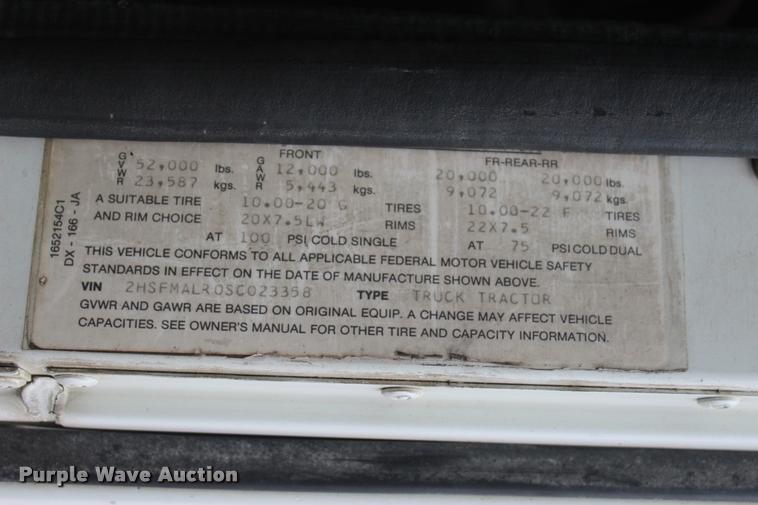 FRONT FR-REAR-RR
GVWR 52,000 lbs. GAWR 12,000 lbs. 20,000 20,000 lbs.
23,587 kgs. 5,443 kgs. 9,072 9,072 kgs.
A SUITABLE TIRE 10.00-20 G TIRES 10.00-22 F TIRES
AND RIM CHOICE 20X7.5LW RIMS 22X7.5 RIMS
AT 100 PSI COLD SINGLE AT 75 PSI COLD DUAL
THIS VEHICLE CONFORMS TO ALL APPLICABLE FEDERAL MOTOR VEHICLE SAFETY
STANDARDS IN EFFECT ON THE DATE OF MANUFACTURE SHOWN ABOVE.
VIN 2HSFMALR0SC023358 TYPE TRUCK TRACTOR
GVWR AND GAWR ARE BASED ON ORIGINAL EQUIP. A CHANGE MAY AFFECT VEHICLE
CAPACITIES. SEE OWNER'S MANUAL FOR OTHER TIRE AND CAPACITY INFORMATION.
1652154C1
DX - 166 - JA
Purple Wave Auction
Purple Wave Auction